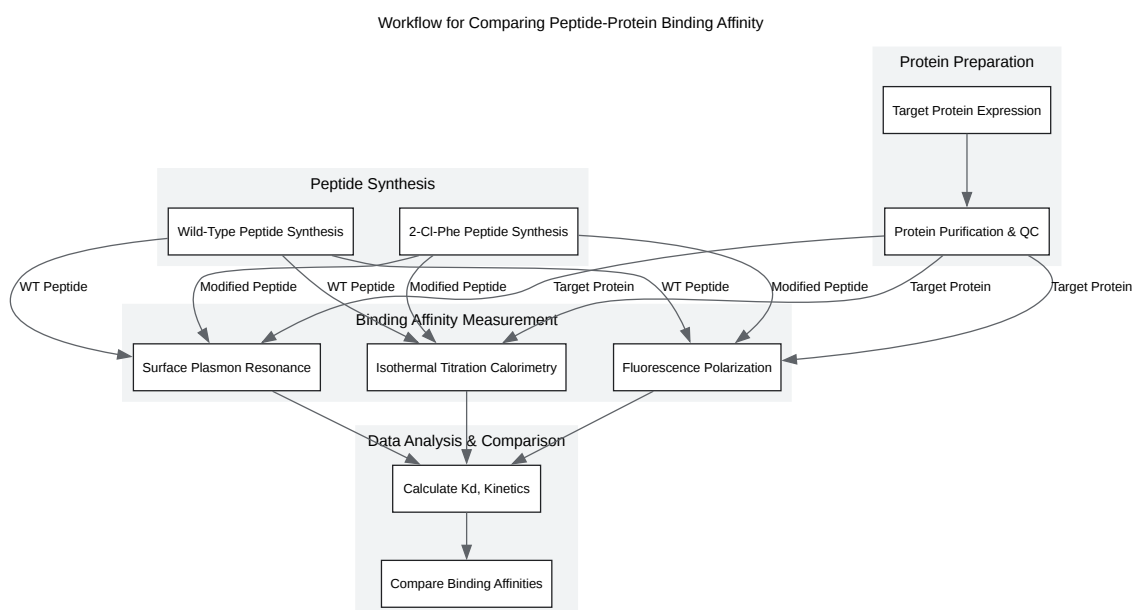 Workflow for Comparing Peptide-Protein Binding Affinity
Protein Preparation
Target Protein Expression
Peptide Synthesis
Wild-Type Peptide Synthesis
2-Cl-Phe Peptide Synthesis
Protein Purification & QC
WT Peptide
Modified Peptide
WT Peptide
Modified Peptide
Target Protein
WT Peptide
Modified Peptide
Target Protein
Target Protein
Binding Affinity Measurement
Surface Plasmon Resonance
Isothermal Titration Calorimetry
Fluorescence Polarization
Data Analysis & Comparison
Calculate Kd, Kinetics
Compare Binding Affinities